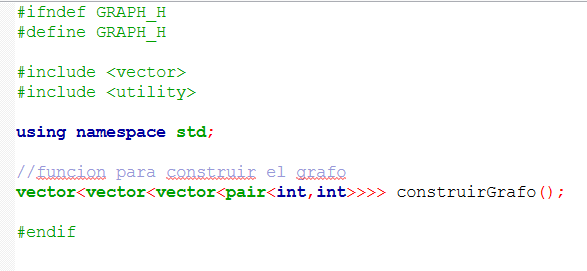 #ifndef GRAPH_H
#define GRAPH_H
#include <vector>
#include <utility>
using namespace std;
//funcion para construir el grafo
vector<vector<vector<pair<int,int>>>> construirGrafo();
#endif